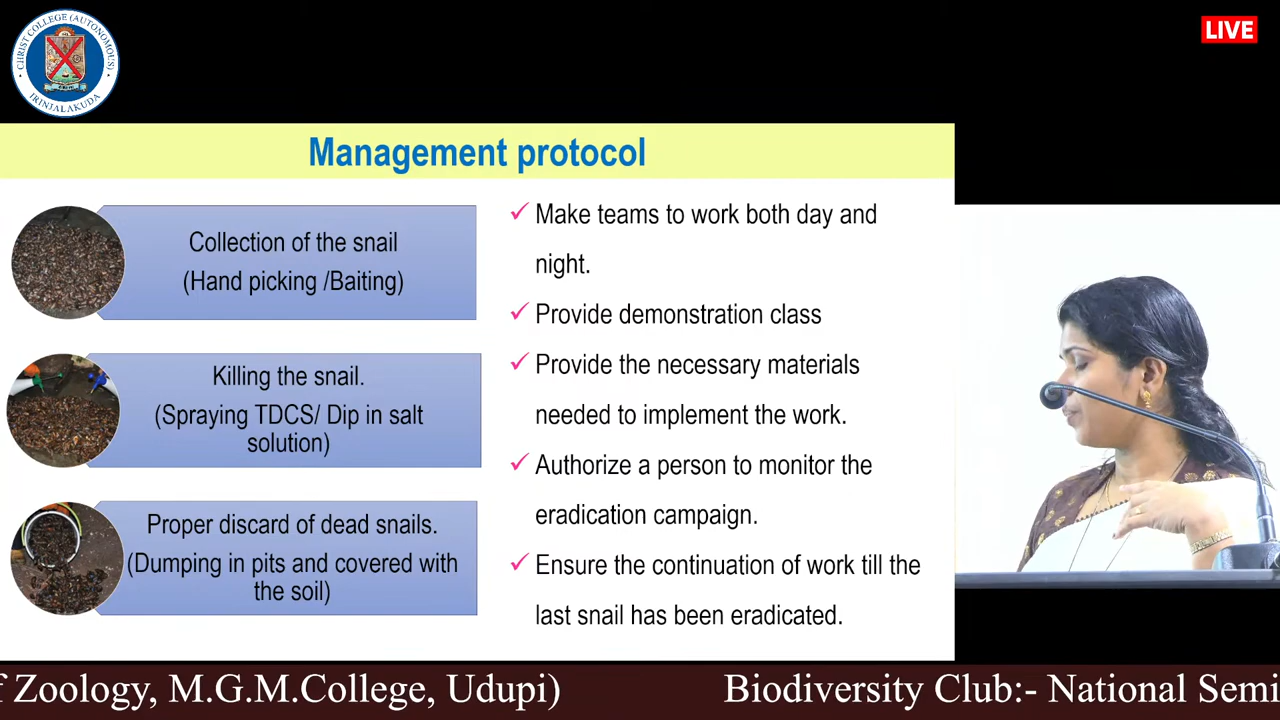 CHRIST COLLEGE (AUTONOMOUS)
IRINJALAKUDA
LIVE
Management protocol
Collection of the snail
(Hand picking /Baiting)
Killing the snail.
(Spraying TDCS/ Dip in salt
solution)
Proper discard of dead snails.
(Dumping in pits and covered with
the soil)
✓ Make teams to work both day and
night.
✓ Provide demonstration class
✓ Provide the necessary materials
needed to implement the work.
✓ Authorize a person to monitor the
eradication campaign.
✓ Ensure the continuation of work till the
last snail has been eradicated.
f Zoology, M.G.M.College, Udupi) Biodiversity Club:- National Semi